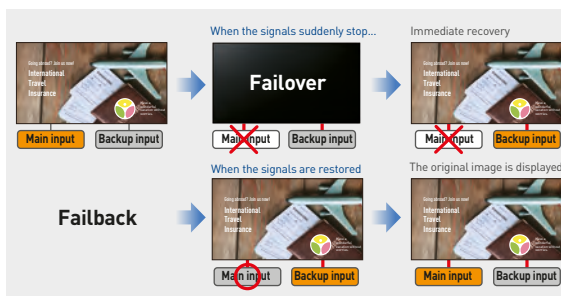 When the signals suddenly stop...
Immediate recovery
Going abroad? Join us now!
International
Travel
Insurance
Failover
Going abroad? Join us now!
International
Travel
Insurance
Main input
Backup input
Main input
Backup input
Main input
Backup input
When the signals are restored
The original image is displayed
Failback
Going abroad? Join us now!
International
Travel
Insurance
Going abroad? Join us now!
International
Travel
Insurance
Main input
Backup input
Main input
Backup input